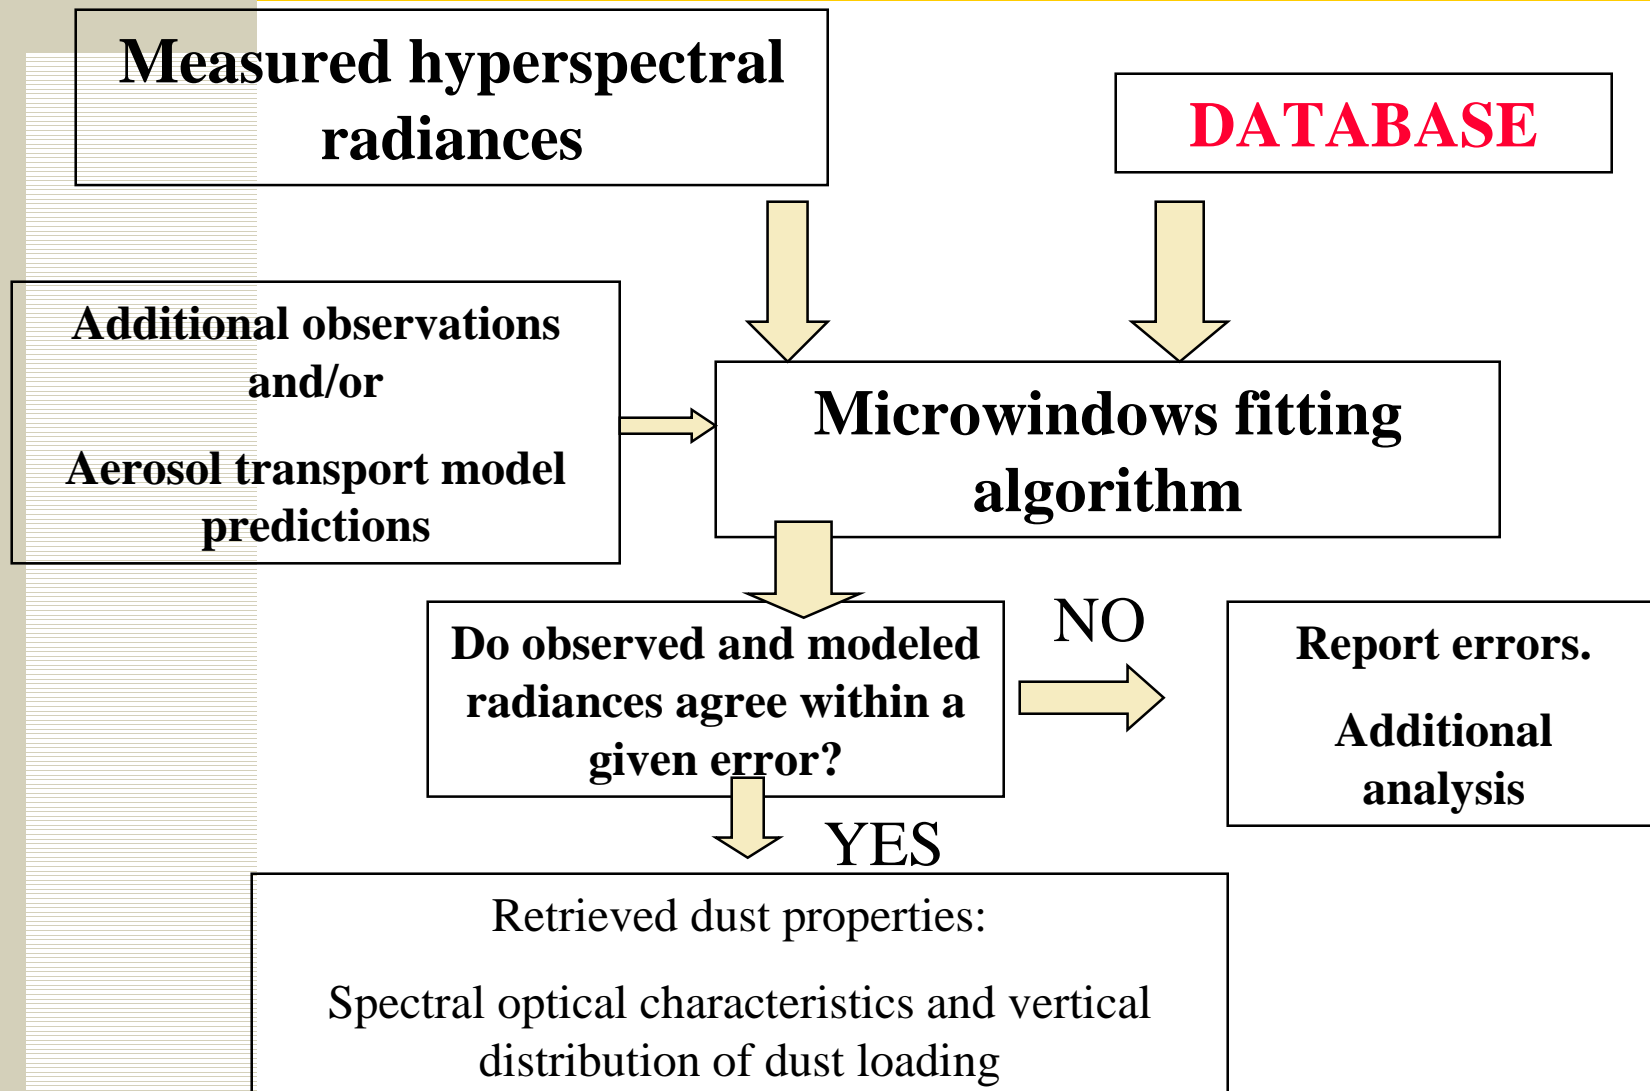 Measured hyperspectral
radiances
DATABASE
Additional observations
and/or
Aerosol transport model
predictions
Microwindows fitting
algorithm
Do observed and modeled
radiances agree within a
given error?
NO
Report errors.
Additional
analysis
YES
Retrieved dust properties:
Spectral optical characteristics and vertical
distribution of dust loading